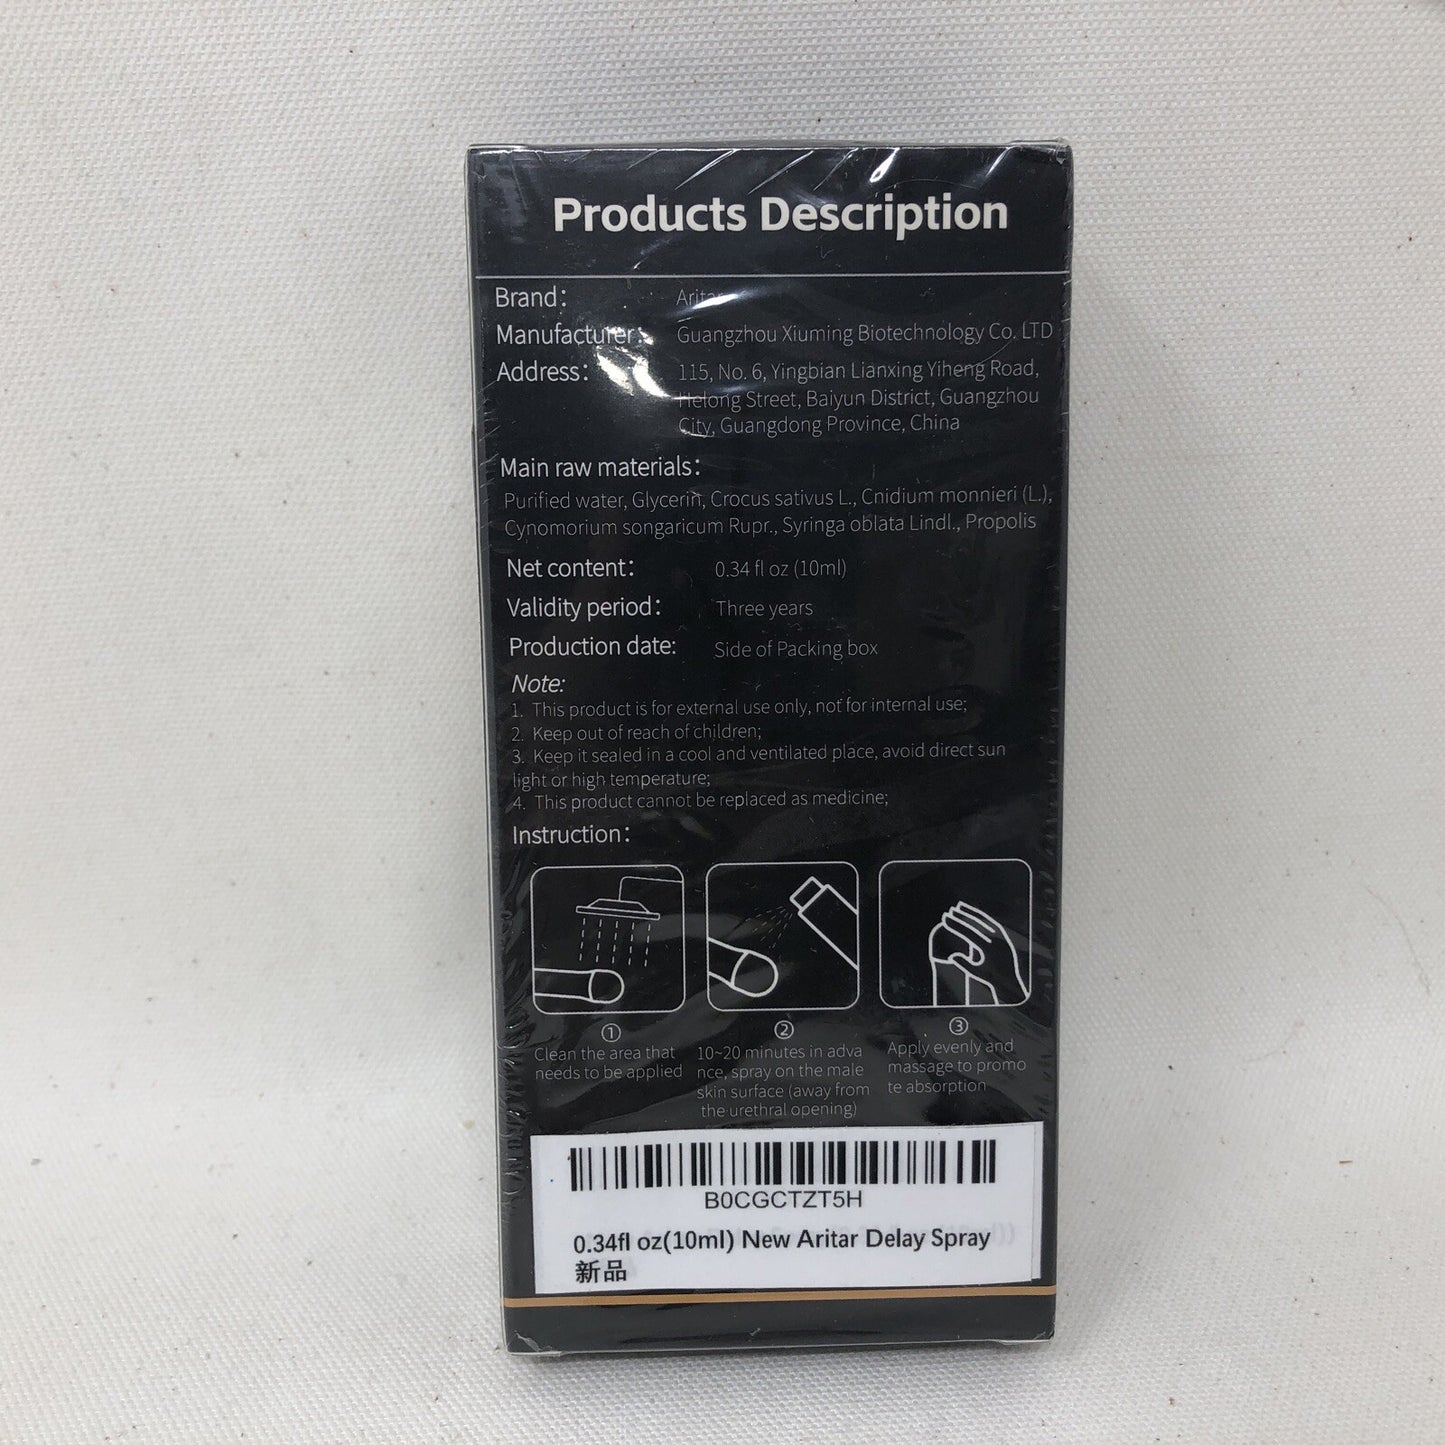 Products Description
Brand: Aritar
Manufacturer: Guangzhou Xiuming Biotechnology Co. LTD
Address: 115, No. 6, Yingbian Lianxing Yiheng Road,
Helong Street, Baiyun District, Guangzhou
City, Guangdong Province, China
Main raw materials:
Purified water, Glycerin, Crocus sativus L., Cnidium monnieri (L.),
Cynomorium songaricum Rupr., Syringa oblata Lindl., Propolis
Net content: 0.34 fl oz (10ml)
Validity period: Three years
Production date: Side of Packing box
Note:
1. This product is for external use only, not for internal use;
2. Keep out of reach of children;
3. Keep it sealed in a cool and ventilated place, avoid direct sun
light or high temperature;
4. This product cannot be replaced as medicine;
Instruction:
①
Clean the area that
needs to be applied
②
10~20 minutes in adva
nce, spray on the male
skin surface (away from
the urethral opening)
③
Apply evenly and
massage to promo
te absorption
B0CGCTZT5H
0.34fl oz(10ml) New Aritar Delay Spray
新品